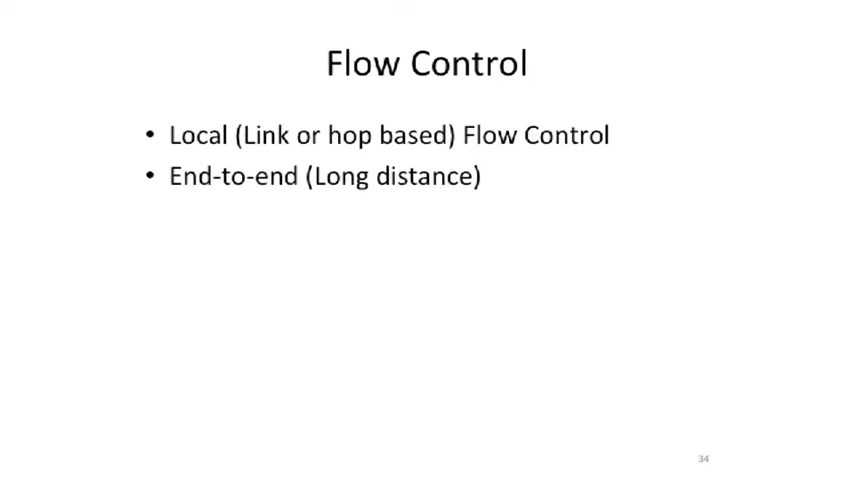 Flow Control
• Local (Link or hop based) Flow Control
• End-to-end (Long distance)
34